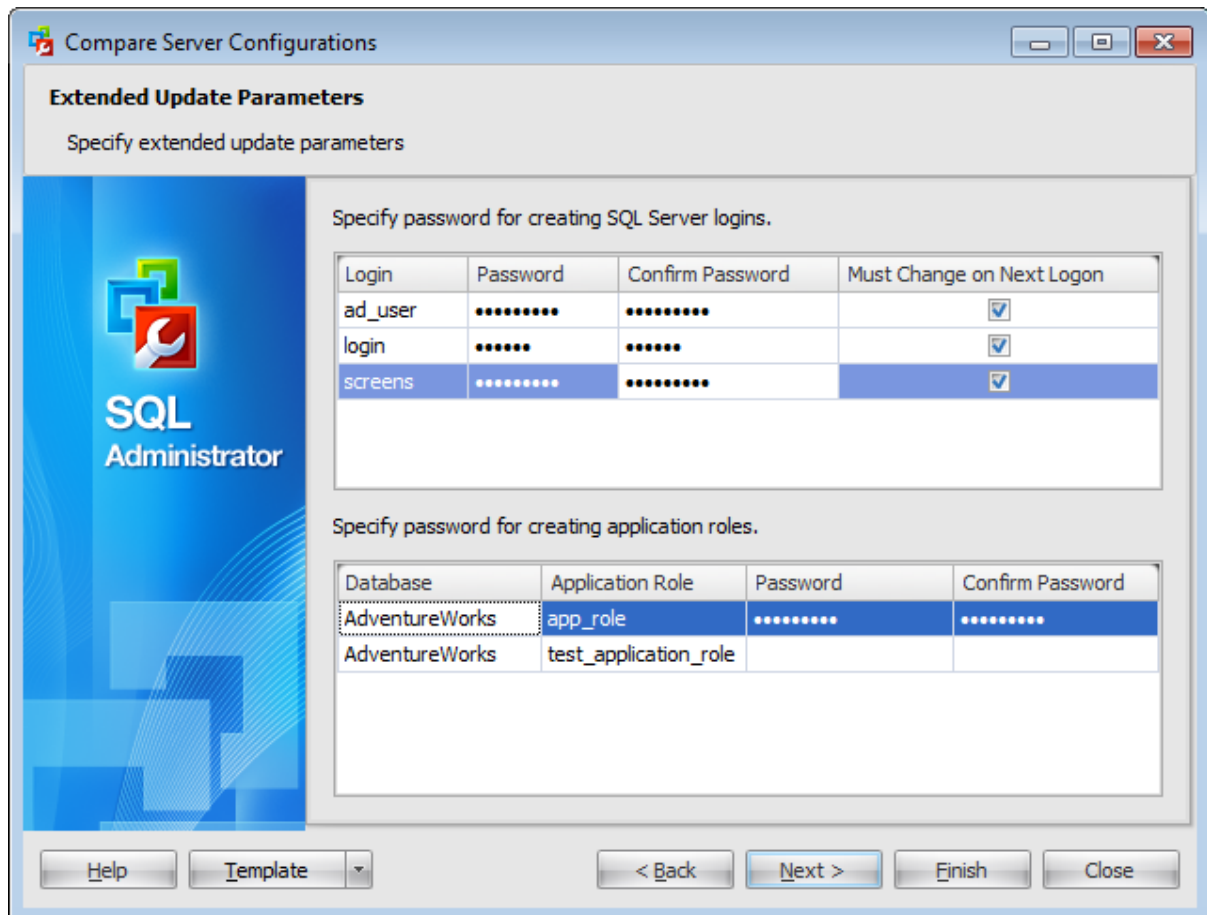 Compare Server Configurations
Extended Update Parameters
Specify extended update parameters
SQL
Administrator
Specify password for creating SQL Server logins.
Login Password Confirm Password Must Change on Next Logon
ad_user ••••••••• •••••••••
login •••••• ••••••
screens ••••••••• •••••••••
Specify password for creating application roles.
Database Application Role Password Confirm Password
AdventureWorks app_role ••••••••• •••••••••
AdventureWorks test_application_role
Help Template < Back Next > Finish Close